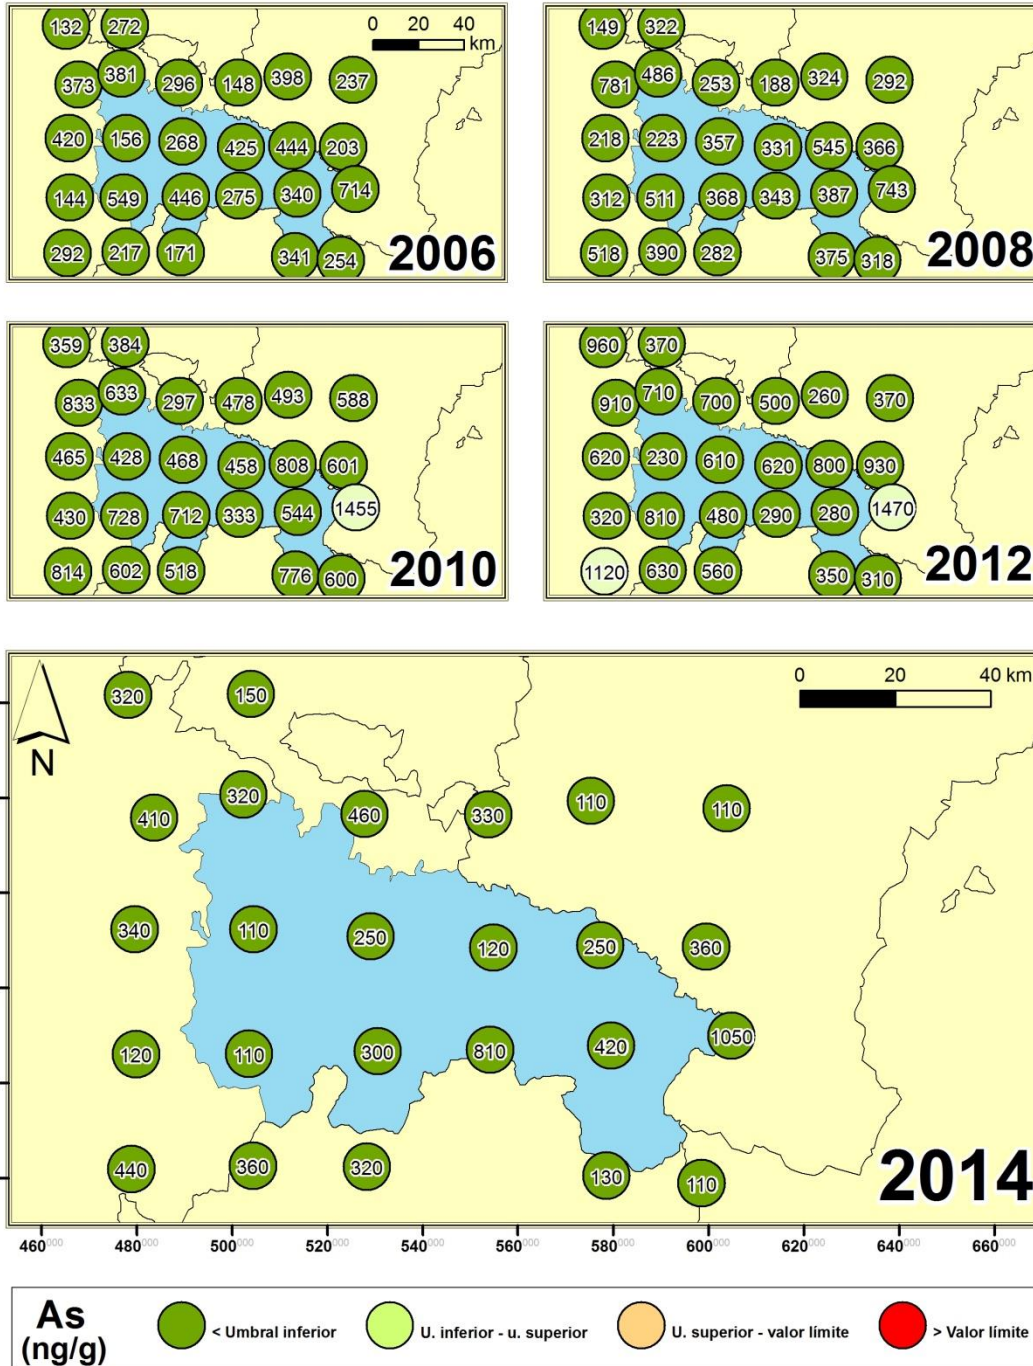 132 272
0 20 40
km
373 381 296 148 398 237
420 156 268 425 444 203
144 549 446 275 340 714
292 217 171 341 254
2006
149 322
781 486 253 188 324 292
218 223 357 331 545 366
312 511 368 343 387 743
518 390 282 375 318
2008
359 384
833 633 297 478 493 588
465 428 468 458 808 601
430 728 712 333 544 1455
814 602 518 776 600
2010
960 370
910 710 700 500 260 370
620 230 610 620 800 930
320 810 480 290 280 1470
1120 630 560 350 310
2012
0 20 40 km
N
320 150
410 320 460 330 110 110
340 110 250 120 250 360
120 110 300 810 420 1050
440 360 320 130 110
2014
460000 480000 500000 520000 540000 560000 580000 600000 620000 640000 660000
As
(ng/g)
< Umbral inferior
U. inferior - u. superior
U. superior - valor límite
> Valor límite